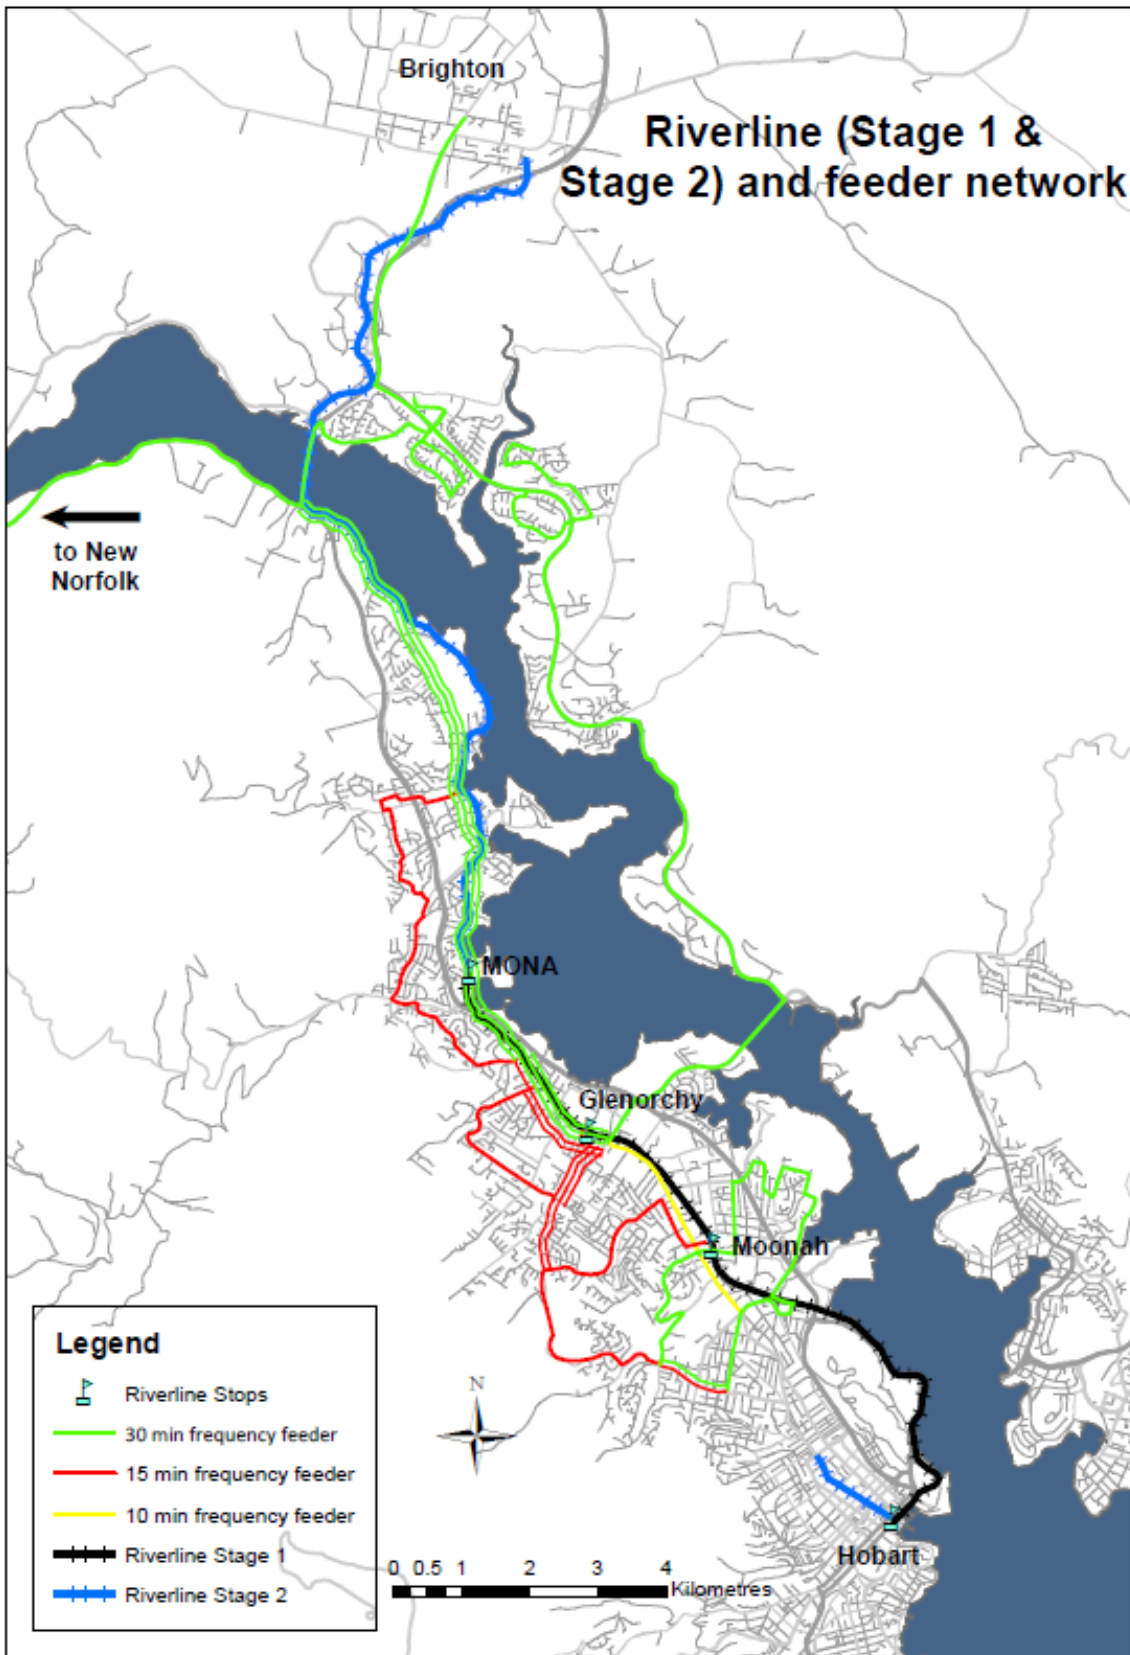 Brighton
Riverline (Stage 1 &
Stage 2) and feeder network
to New
Norfolk
MONA
Glenorchy
Moonah
Hobart
Legend
Riverline Stops
30 min frequency feeder
15 min frequency feeder
10 min frequency feeder
Riverline Stage 1
Riverline Stage 2
N
0 0.5 1 2 3 4
Kilometres